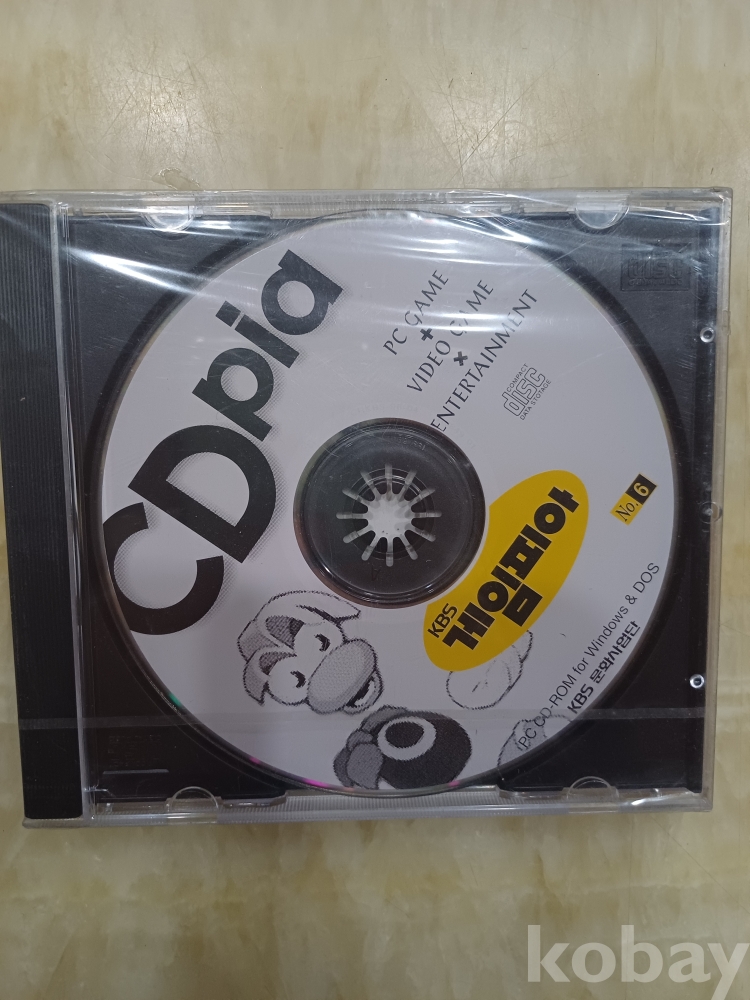 CDpia
PC GAME
+
VIDEO GAME
×
ENTERTAINMENT
COMPACT
disc
DATA STOTAGE
KBS
게임피아
No. 6
PC CD-ROM for Windows & DOS
KBS 문화사업단
kobay